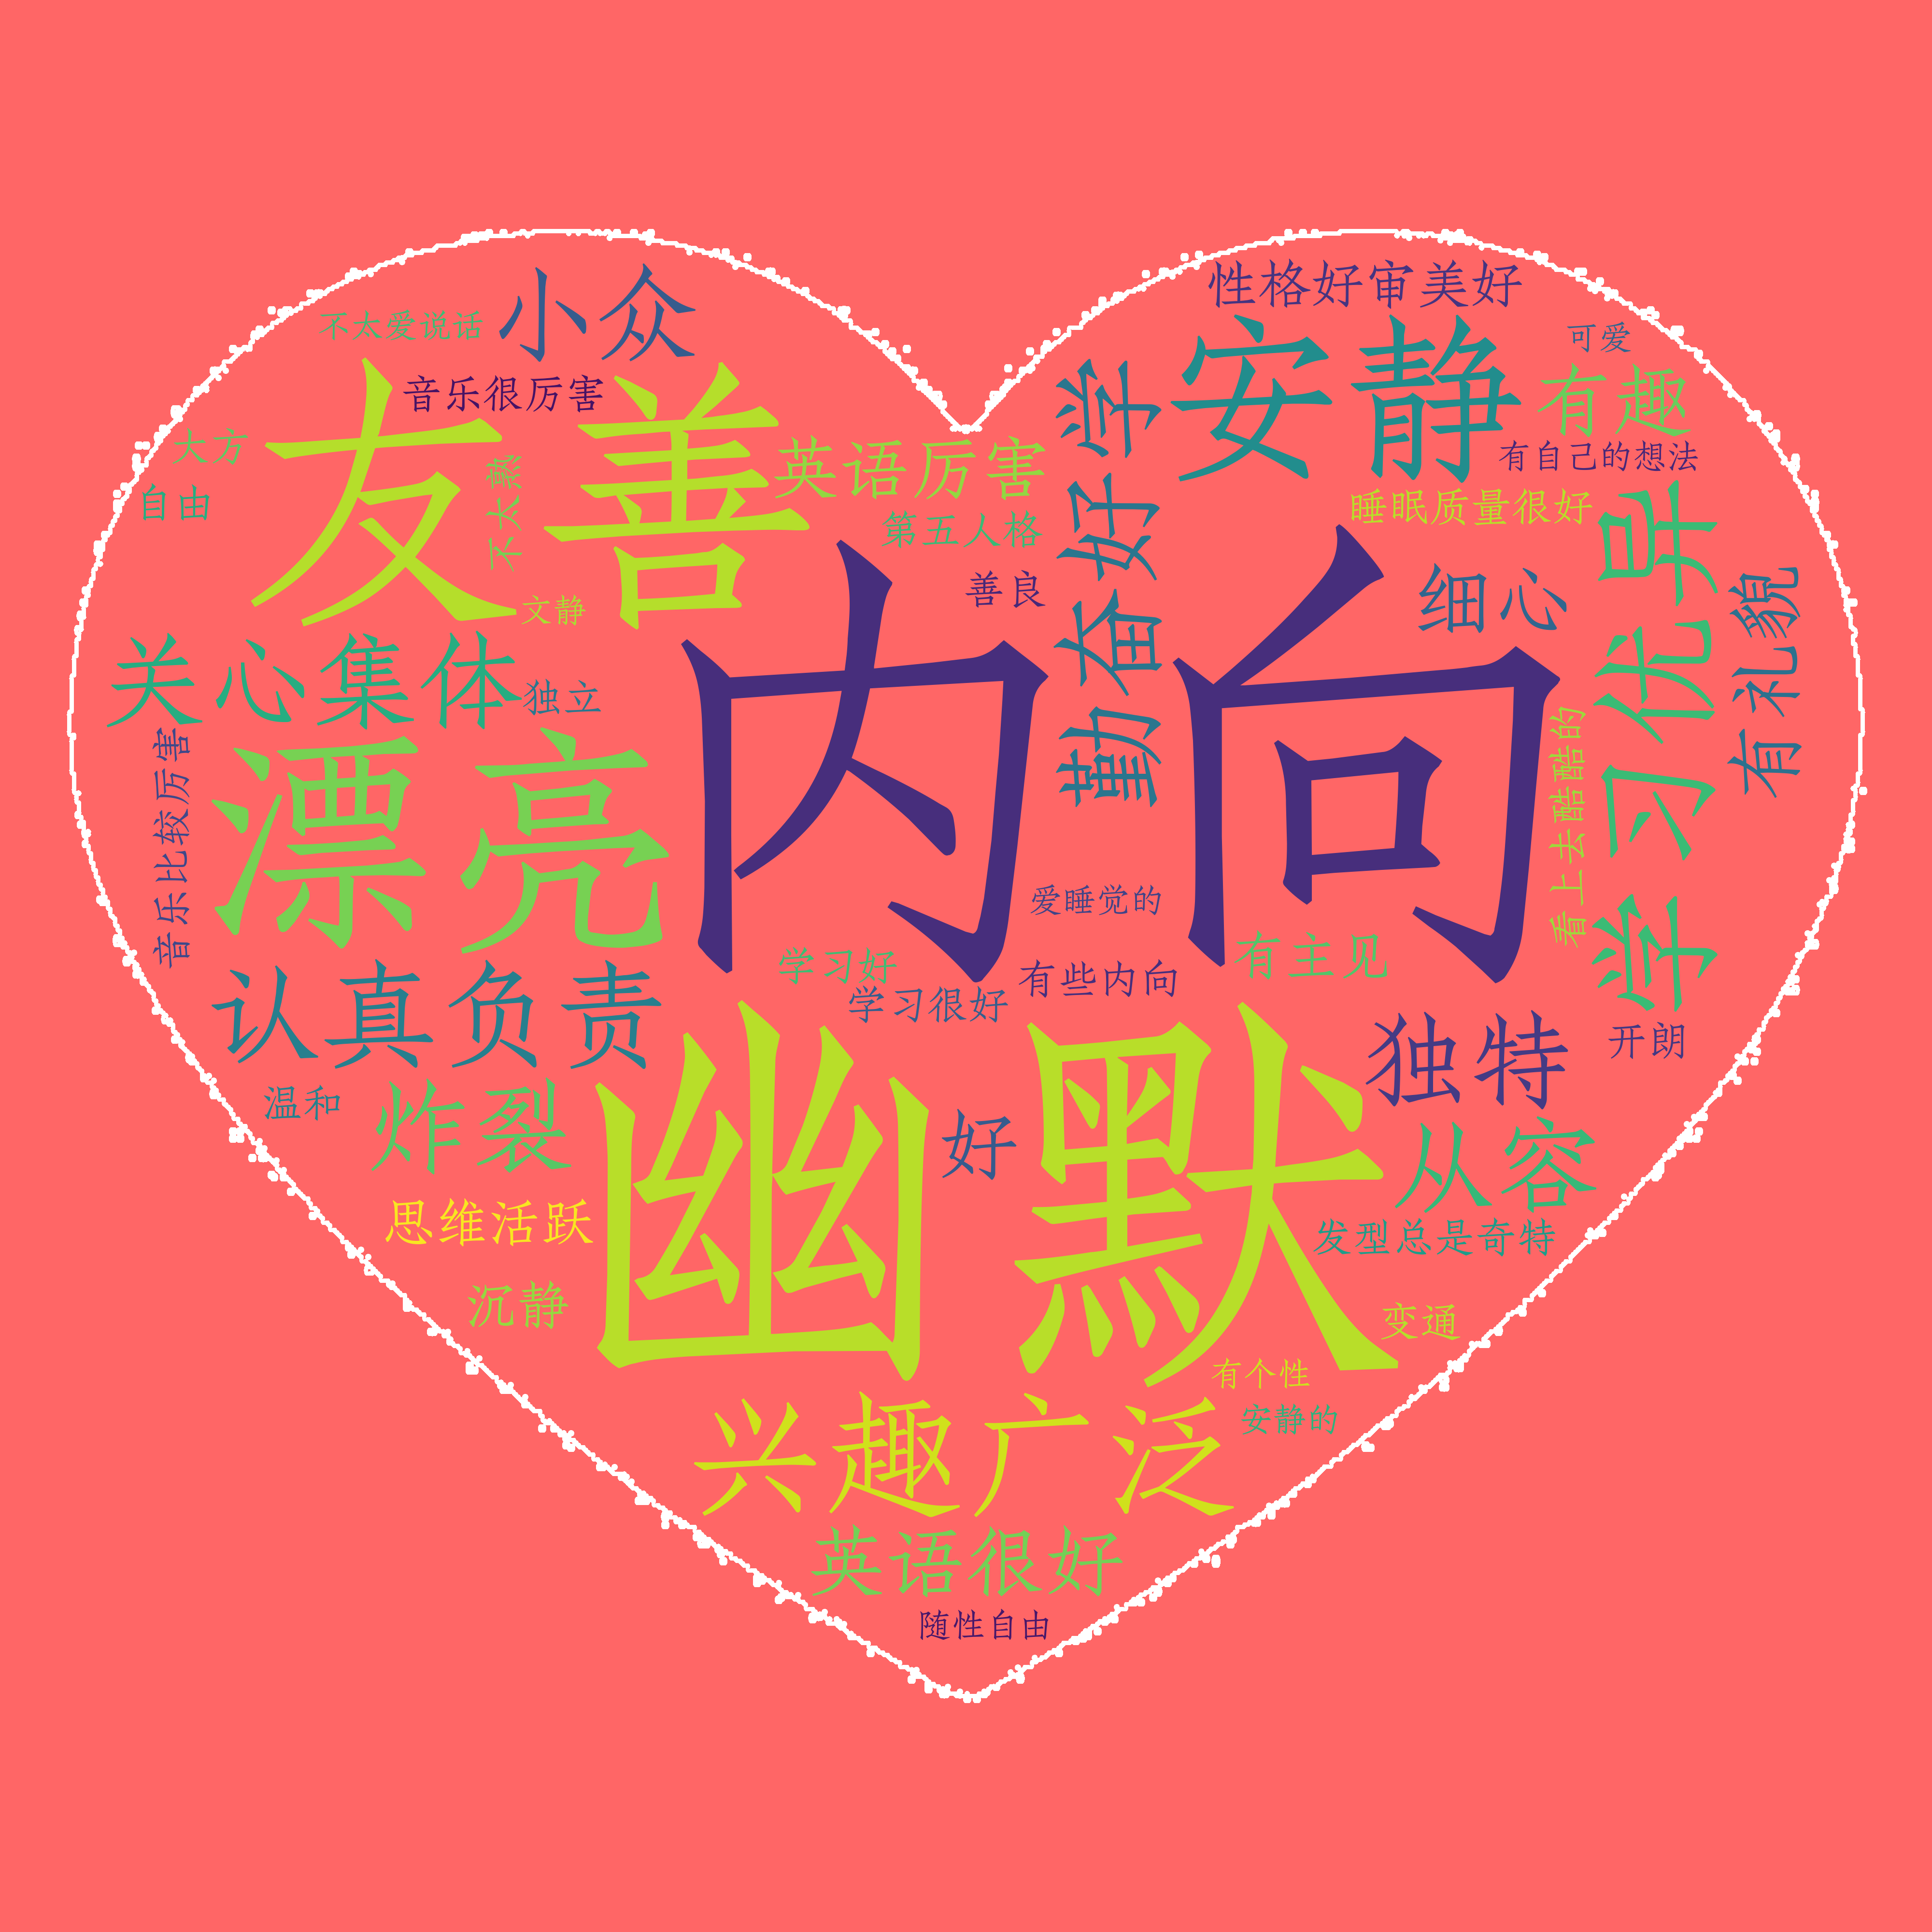 性格好审美好
小众
不太爱说话
可爱
安静
音乐很厉害
有趣
友善
大方
英语厉害
有自己的想法
不太熟
自由
睡眠质量很好
第五人格
勤奋好学
善良
文静
细心
学习优异
有礼貌
内向
关心集体
独立
音乐比较厉害
看上去酷酷的
漂亮
爱睡觉的
有主见
学习好
有些内向
学习很好
认真负责
独特
开朗
温和
炸裂
好
幽默
从容
思维活跃
发型总是奇特
沉静
变通
有个性
安静的
兴趣广泛
英语很好
随性自由